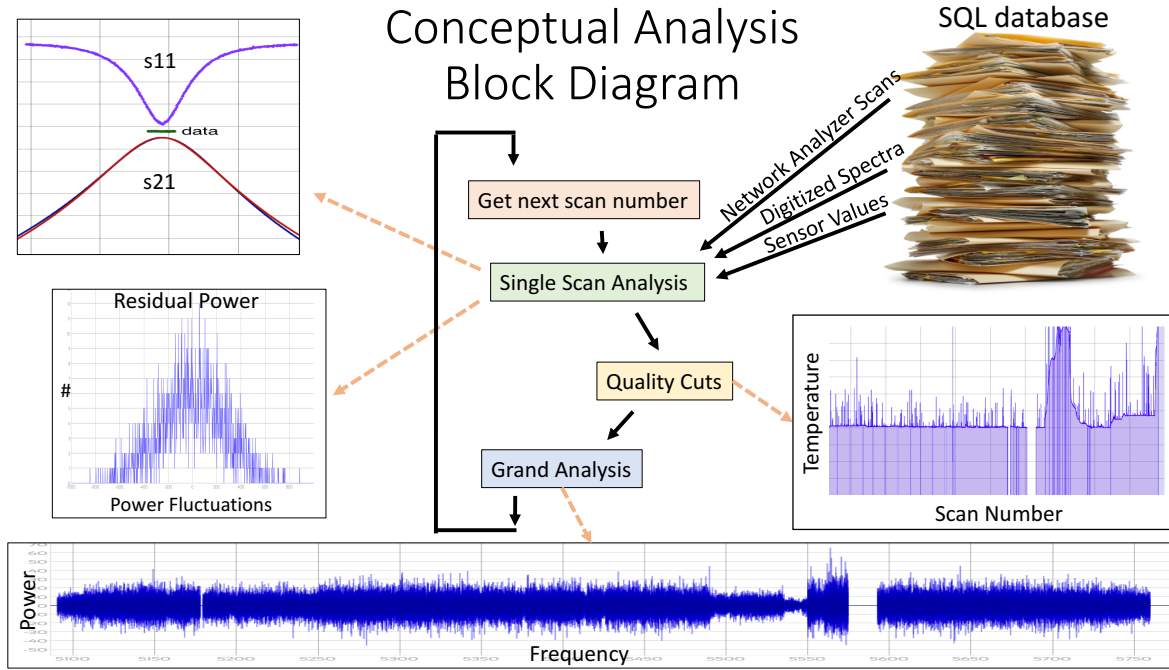 Conceptual Analysis
Block Diagram
SQL database
s11
data
s21
Network Analyzer Scans
Digitized Spectra
Sensor Values
Get next scan number
Single Scan Analysis
Quality Cuts
Grand Analysis
Residual Power
#
Power Fluctuations
Temperature
Scan Number
Power
70
60
50
40
30
20
10
0
-10
-20
-30
-40
-50
5100
5150
5200
5250
5300
5350
5400
5450
5500
5550
5600
5650
5700
5750
Frequency